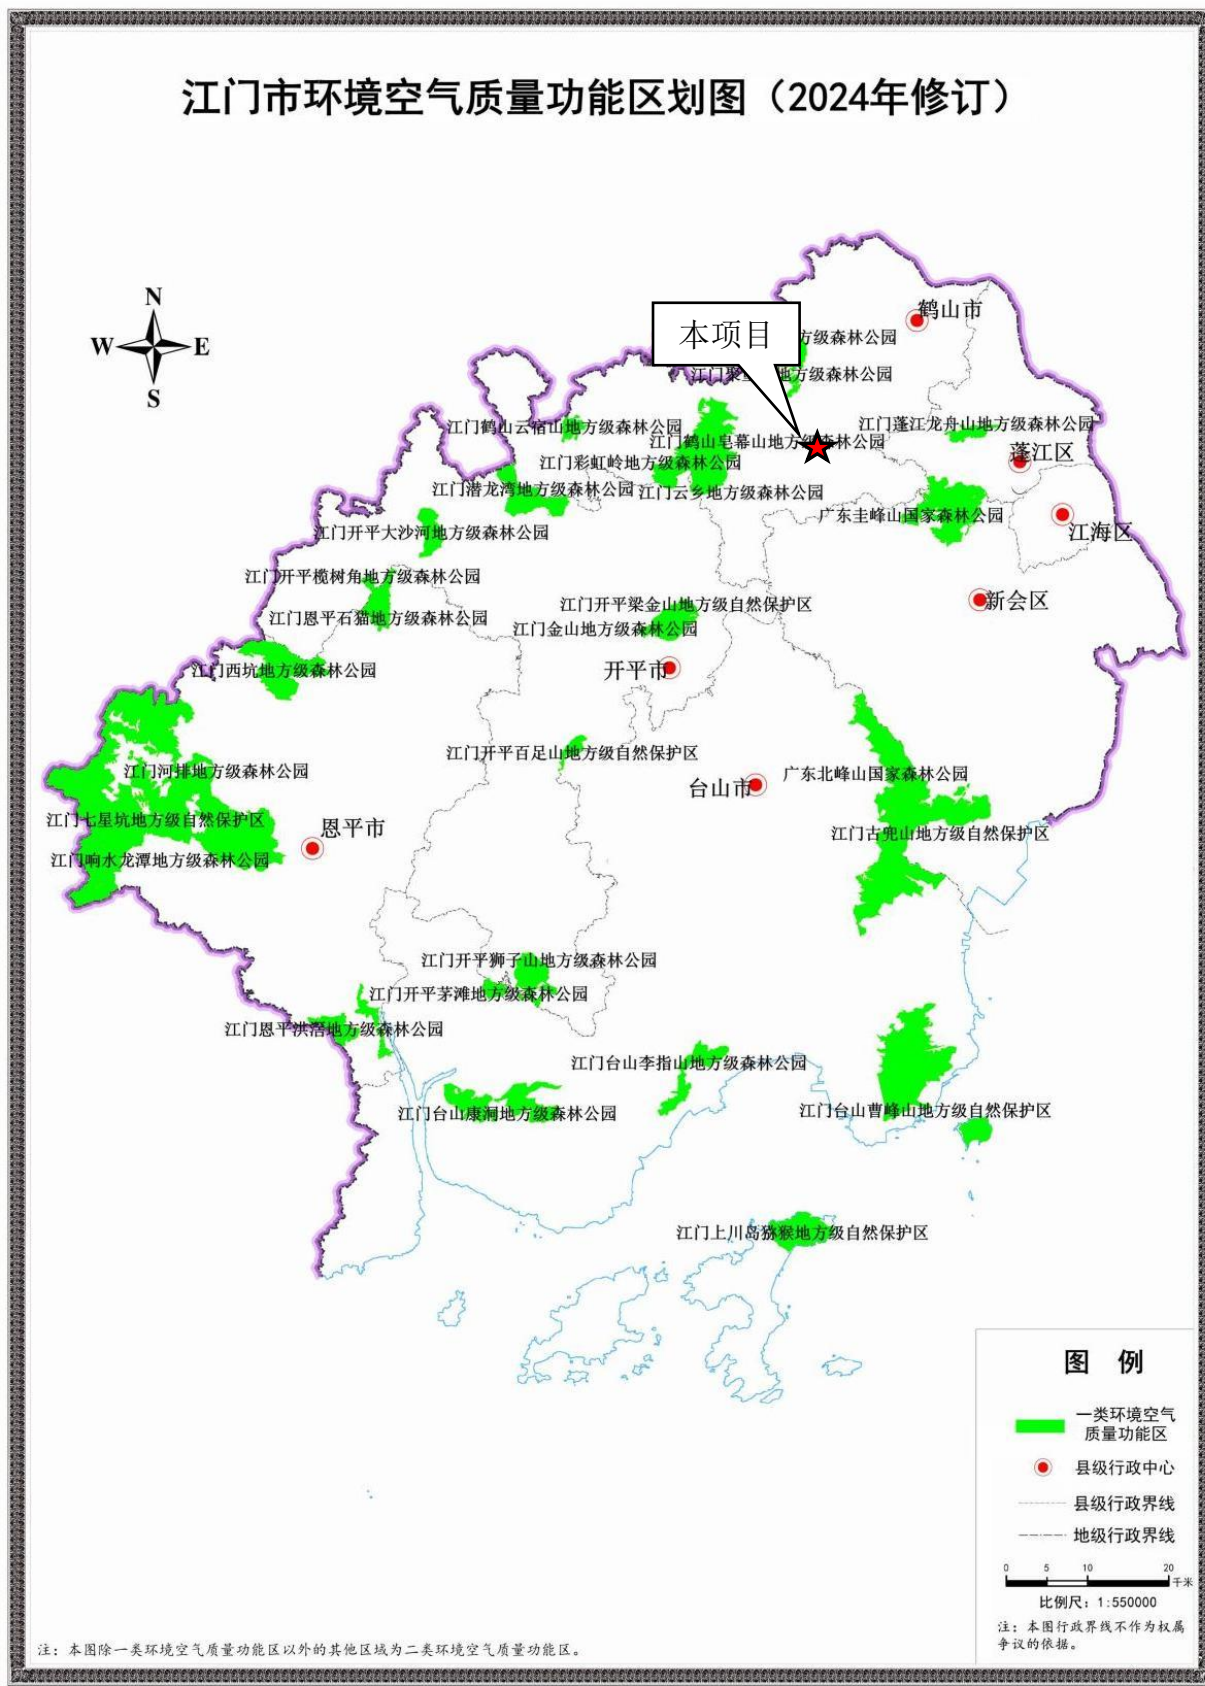 江门市环境空气质量功能区划图（2024年修订）
N
W
E
S
鹤山市
本项目
方级森林公园
地方级森林公园
江门蓬江龙舟山地方级森林公园
江门鹤山云宿山地方级森林公园
江门鹤山皂幕山地方级森林公园
蓬江区
江门彩虹岭地方级森林公园
江门潜龙湾地方级森林公园
江门云乡地方级森林公园
广东圭峰山国家森林公园
江门开平大沙河地方级森林公园
江海区
江门开平榄树角地方级森林公园
新会区
江门开平梁金山地方级自然保护区
江门恩平石猫地方级森林公园
江门金山地方级森林公园
江门西坑地方级森林公园
开平市
江门开平百足山地方级自然保护区
江门河排地方级森林公园
广东北峰山国家森林公园
台山市
江门七星坑地方级自然保护区
恩平市
江门古兜山地方级自然保护区
江门响水龙潭地方级森林公园
江门开平狮子山地方级森林公园
江门开平茅滩地方级森林公园
江门恩平洪滘地方级森林公园
江门台山李指山地方级森林公园
江门台山康洞地方级森林公园
江门台山曹峰山地方级自然保护区
江门上川岛猕猴地方级自然保护区
图 例
一类环境空气
质量功能区
县级行政中心
县级行政界线
地级行政界线
0 5 10 20
千米
比例尺：1:550000
注：本图行政界线不作为权属
争议的依据。
注：本图除一类环境空气质量功能区以外的其他区域为二类环境空气质量功能区。